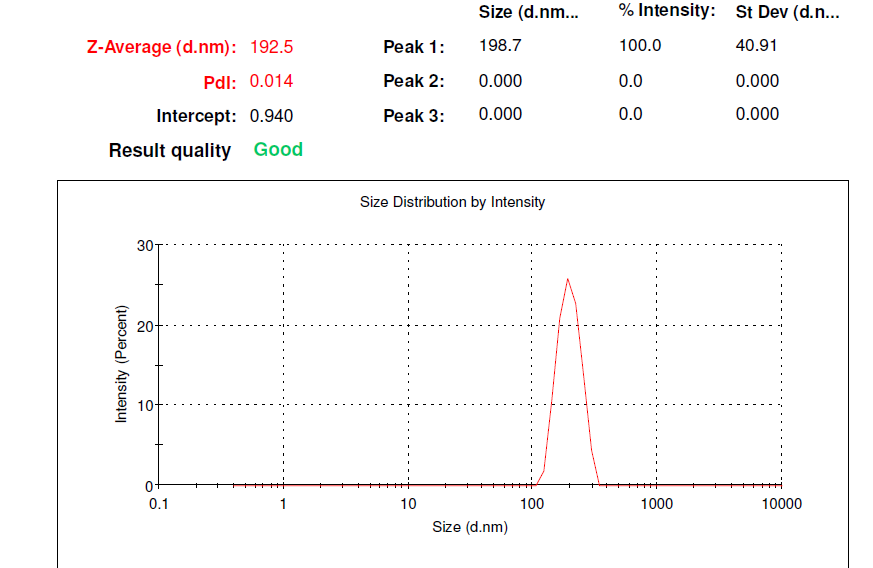 Size (d.nm... % Intensity: St Dev (d.n...
Z-Average (d.nm): 192.5 Peak 1: 198.7 100.0 40.91
PdI: 0.014 Peak 2: 0.000 0.0 0.000
Intercept: 0.940 Peak 3: 0.000 0.0 0.000
Result quality Good
Size Distribution by Intensity
30
20
10
0
Intensity (Percent)
0.1 1 10 100 1000 10000
Size (d.nm)